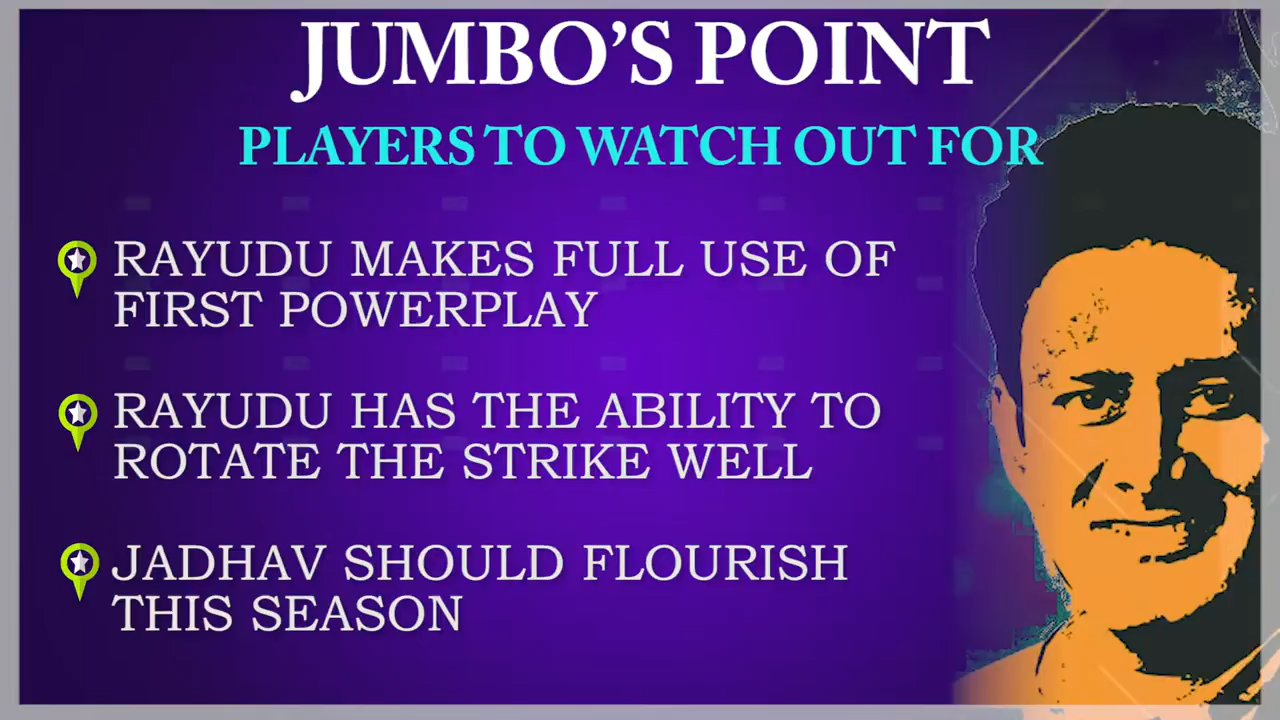 JUMBO’S POINT
PLAYERS TO WATCH OUT FOR
RAYUDU MAKES FULL USE OF
FIRST POWERPLAY
RAYUDU HAS THE ABILITY TO
ROTATE THE STRIKE WELL
JADHAV SHOULD FLOURISH
THIS SEASON